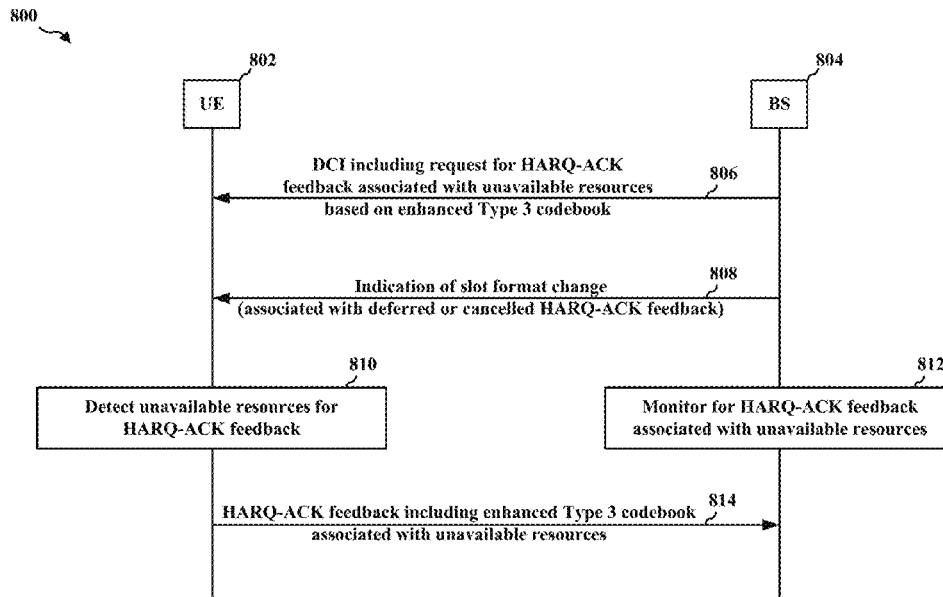 800
802
804
UE
BS
DCI including request for HARQ-ACK
feedback associated with unavailable resources
based on enhanced Type 3 codebook
806
Indication of slot format change
(associated with deferred or cancelled HARQ-ACK feedback)
808
810
812
Detect unavailable resources for
HARQ-ACK feedback
Monitor for HARQ-ACK feedback
associated with unavailable resources
HARQ-ACK feedback including enhanced Type 3 codebook
associated with unavailable resources
814